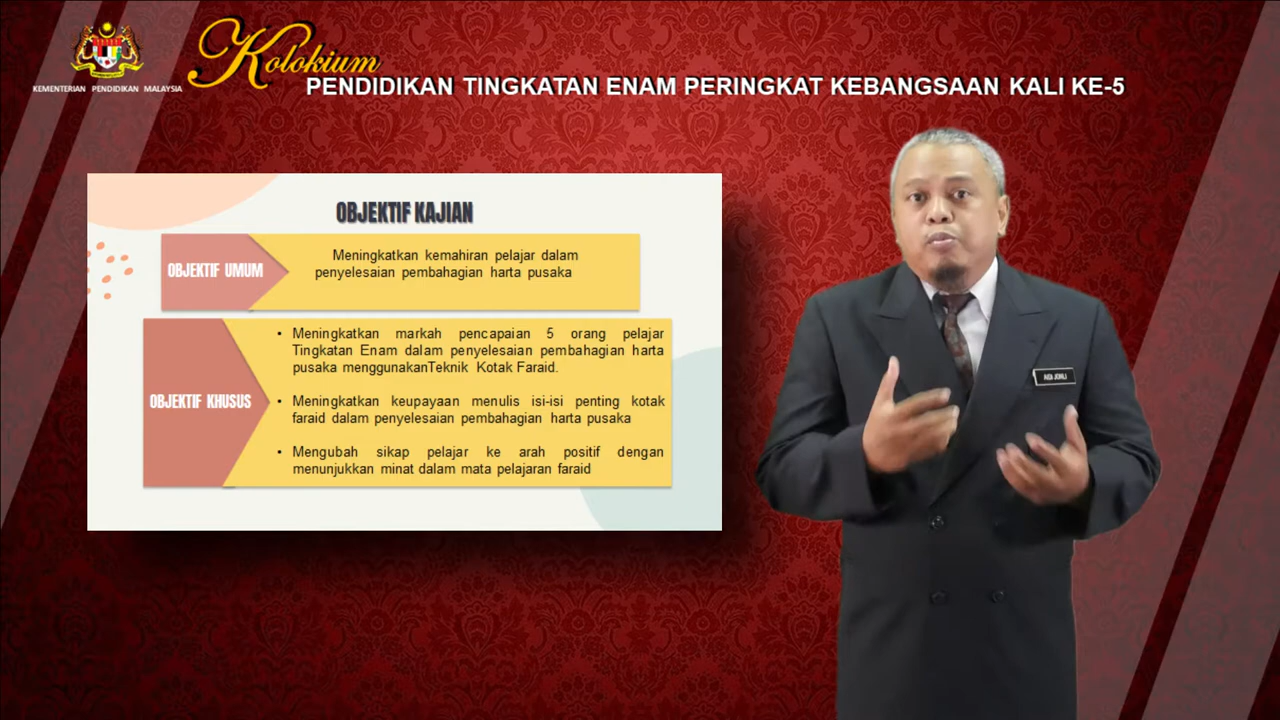 Kolokium
KEMENTERIAN PENDIDIKAN MALAYSIA
PENDIDIKAN TINGKATAN ENAM PERINGKAT KEBANGSAAN KALI KE-5
OBJEKTIF KAJIAN
OBJEKTIF UMUM
Meningkatkan kemahiran pelajar dalam
penyelesaian pembahagian harta pusaka
OBJEKTIF KHUSUS
• Meningkatkan markah pencapaian 5 orang pelajar
Tingkatan Enam dalam penyelesaian pembahagian harta
pusaka menggunakanTeknik Kotak Faraid.
• Meningkatkan keupayaan menulis isi-isi penting kotak
faraid dalam penyelesaian pembahagian harta pusaka
• Mengubah sikap pelajar ke arah positif dengan
menunjukkan minat dalam mata pelajaran faraid